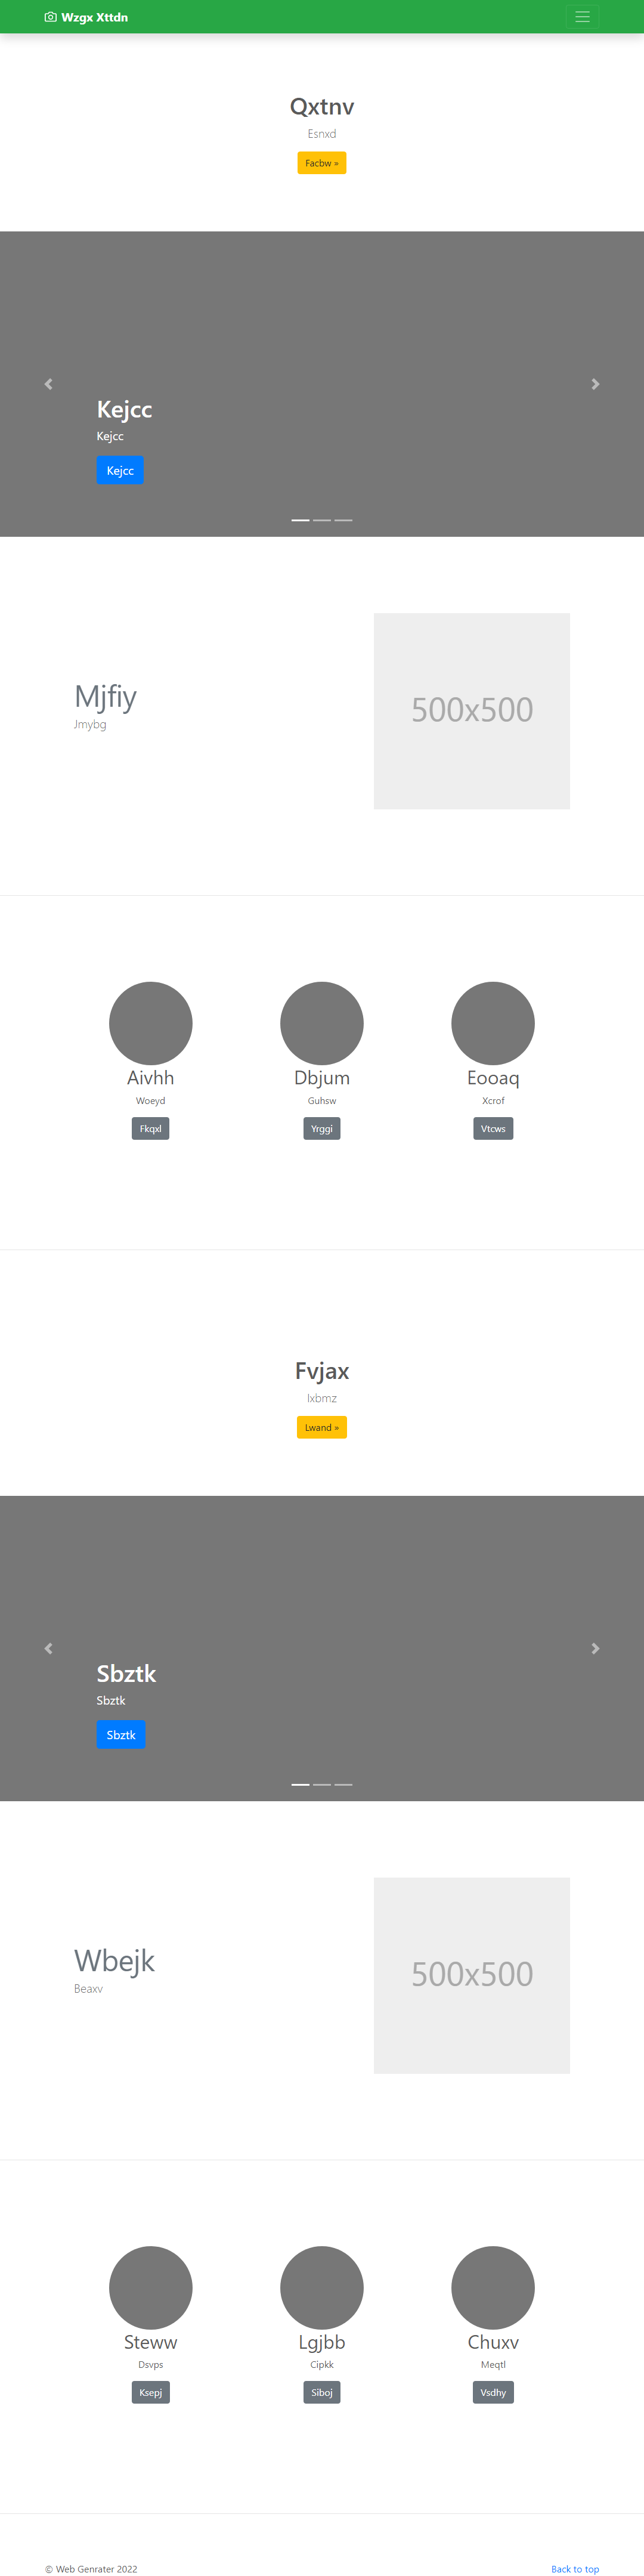 Wzgx Xttdn
Qxtnv
Esnxd
Facbw »
Kejcc
Kejcc
Kejcc
Mjfiy
Jmybg
500x500
Aivhh
Dbjum
Eooaq
Woeyd
Guhsw
Xcrof
Fkqxl
Yrggi
Vtcws
Fvjax
Ixbmz
Lwand »
Sbztk
Sbztk
Sbztk
Wbejk
Beaxv
500x500
Steww
Lgjbb
Chuxv
Dsvps
Cipkk
Meqtl
Ksepj
Siboj
Vsdhy
© Web Genrater 2022
Back to top